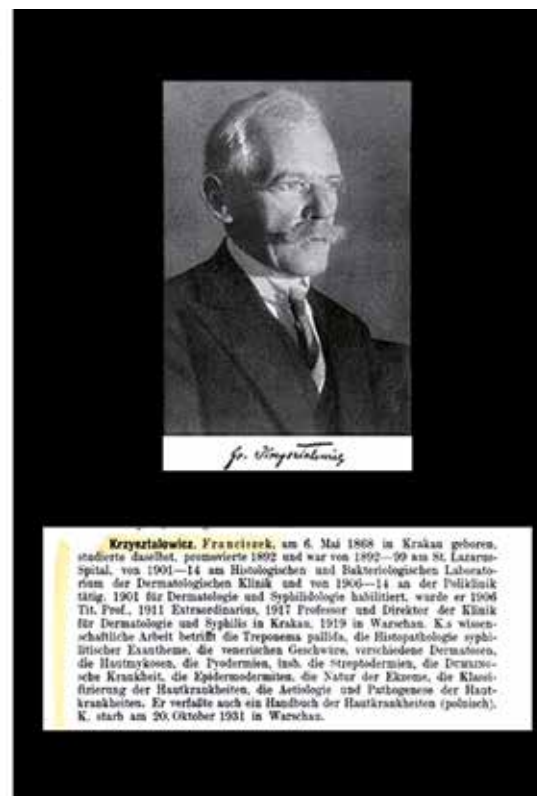 Fr. Krzyształowicz
Krzysztalowicz, Franciszek, am 6. Mai 1868 in Krakau geboren,
studierte daselbst, promovierte 1892 und war von 1892—99 am St. Lazarus-
Spital, von 1901—14 am Histologischen und Bakteriologischen Laborato-
rium der Dermatologischen Klinik und von 1906—14 an der Poliklinik
tätig. 1901 für Dermatologie und Syphilidologie habilitiert, wurde er 1906
Tit. Prof., 1911 Extraordinarius, 1917 Professor und Direktor der Klinik
für Dermatologie und Syphilis in Krakau, 1919 in Warschau. K.s wissen-
schaftliche Arbeit betrifft die Treponema pallida, die Histopathologie syphi-
litischer Exantheme, die venerischen Geschwüre, verschiedene Dermatosen,
die Hautmykosen, die Pyodermien, insb. die Streptodermien, die DUHRING-
sche Krankheit, die Epidermodermiten, die Natur der Ekzeme, die Klassi-
fizierung der Hautkrankheiten, die Aetiologie und Pathogenese der Haut-
krankheiten. Er verfaßte auch ein Handbuch der Hautkrankheiten (polnisch).
K. starb am 20. Oktober 1931 in Warschau.